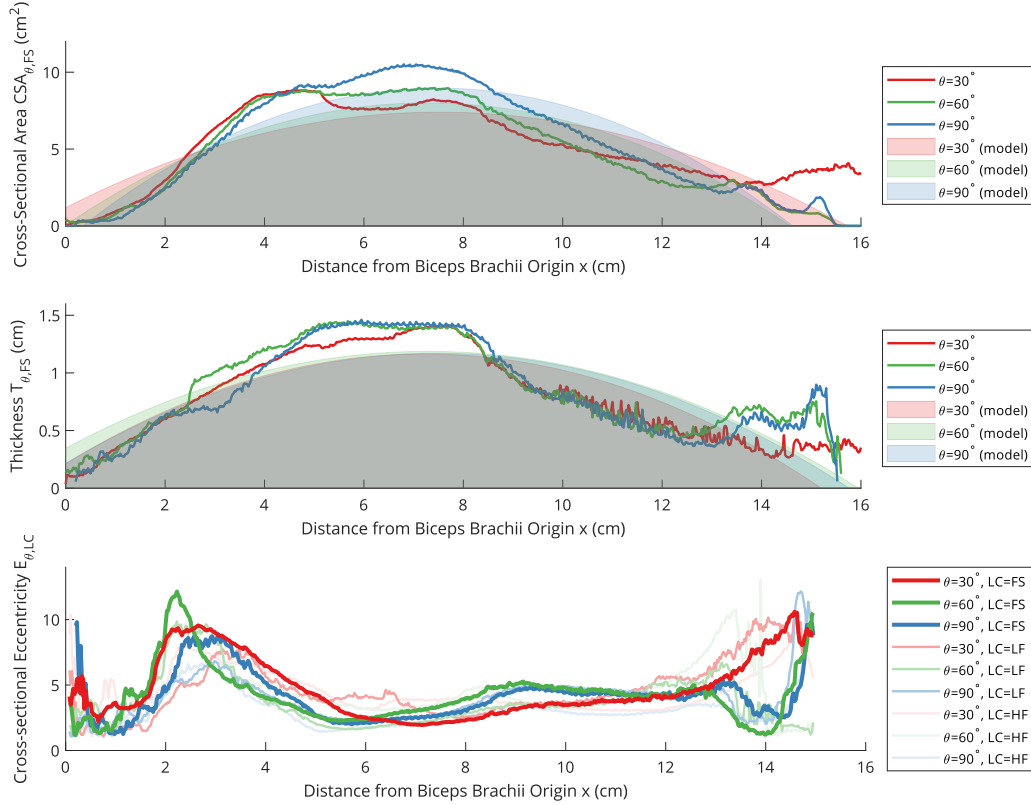 Cross-Sectional Area CSA_{θ,FS} (cm²)
10
5
0
0 2 4 6 8 10 12 14 16
Distance from Biceps Brachii Origin x (cm)
θ=30°
θ=60°
θ=90°
θ=30° (model)
θ=60° (model)
θ=90° (model)
Thickness T_{θ,FS} (cm)
1.5
1
0.5
0
0 2 4 6 8 10 12 14 16
Distance from Biceps Brachii Origin x (cm)
θ=30°
θ=60°
θ=90°
θ=30° (model)
θ=60° (model)
θ=90° (model)
Cross-sectional Eccentricity E_{θ,LC}
10
5
0
0 2 4 6 8 10 12 14 16
Distance from Biceps Brachii Origin x (cm)
θ=30°, LC=FS
θ=60°, LC=FS
θ=90°, LC=FS
θ=30°, LC=LF
θ=60°, LC=LF
θ=90°, LC=LF
θ=30°, LC=HF
θ=60°, LC=HF
θ=90°, LC=HF